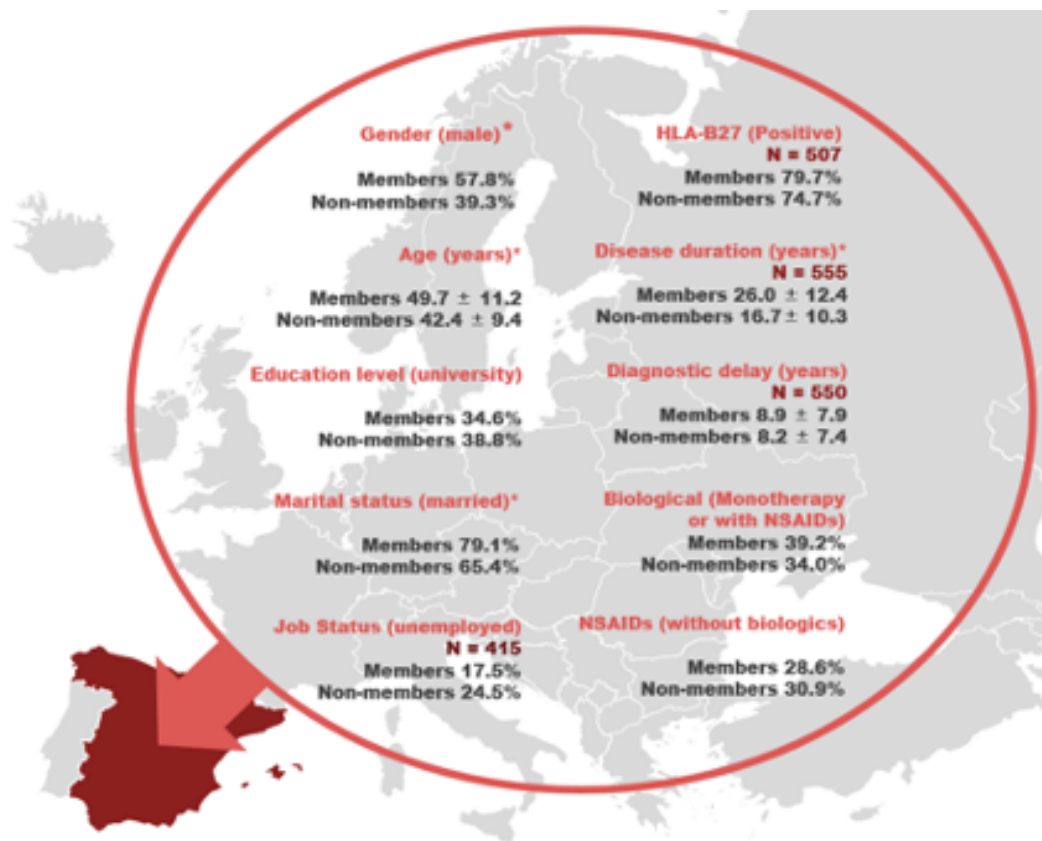 Gender (male)*
Members 57.8%
Non-members 39.3%
Age (years)*
Members 49.7 ± 11.2
Non-members 42.4 ± 9.4
Education level (university)
Members 34.6%
Non-members 38.8%
Marital status (married)*
Members 79.1%
Non-members 65.4%
Job Status (unemployed)
N = 415
Members 17.5%
Non-members 24.5%
HLA-B27 (Positive)
N = 507
Members 79.7%
Non-members 74.7%
Disease duration (years)*
N = 555
Members 26.0 ± 12.4
Non-members 16.7± 10.3
Diagnostic delay (years)
N = 550
Members 8.9 ± 7.9
Non-members 8.2 ± 7.4
Biological (Monotherapy
or with NSAIDs)
Members 39.2%
Non-members 34.0%
NSAIDs (without biologics)
Members 28.6%
Non-members 30.9%